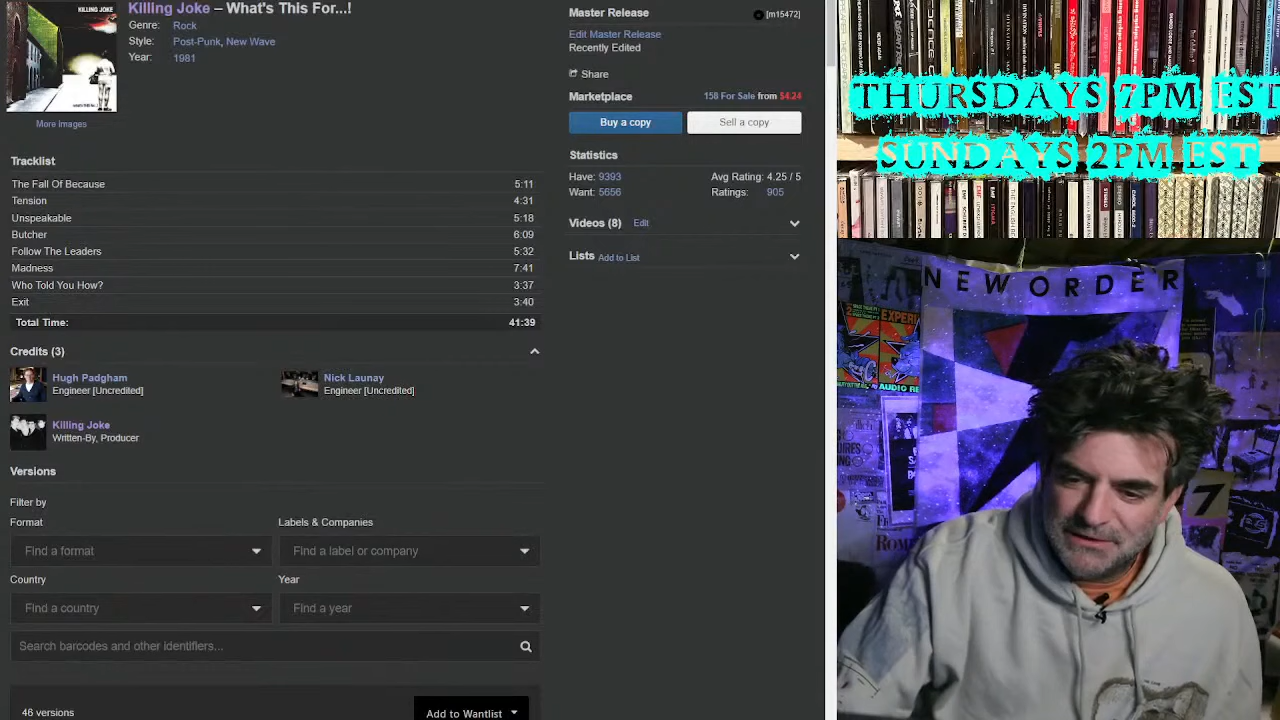 Killing Joke – What's This For...!
Genre: Rock
Style: Post-Punk, New Wave
Year: 1981
More images
Tracklist
The Fall Of Because 5:11
Tension 4:31
Unspeakable 5:18
Butcher 6:09
Follow The Leaders 5:32
Madness 7:41
Who Told You How? 3:37
Exit 3:40
Total Time: 41:39
Credits (3)
Hugh Padgham
Engineer [Uncredited]
Nick Launay
Engineer [Uncredited]
Killing Joke
Written-By, Producer
Versions
Filter by
Format
Labels & Companies
Find a format
Find a label or company
Country
Year
Find a country
Find a year
Search barcodes and other identifiers...
46 versions
Add to Wantlist
Master Release
[m15472]
Edit Master Release
Recently Edited
Share
Marketplace
158 For Sale from $4.24
Buy a copy
Sell a copy
Statistics
Have: 9393
Avg Rating: 4.25 / 5
Want: 5656
Ratings: 905
Videos (8) Edit
Lists Add to List
THURSDAYS 7PM EST
SUNDAYS 2PM EST
NEW ORDER
EXPERI
AUDIO RE
7
KILLING JOKE